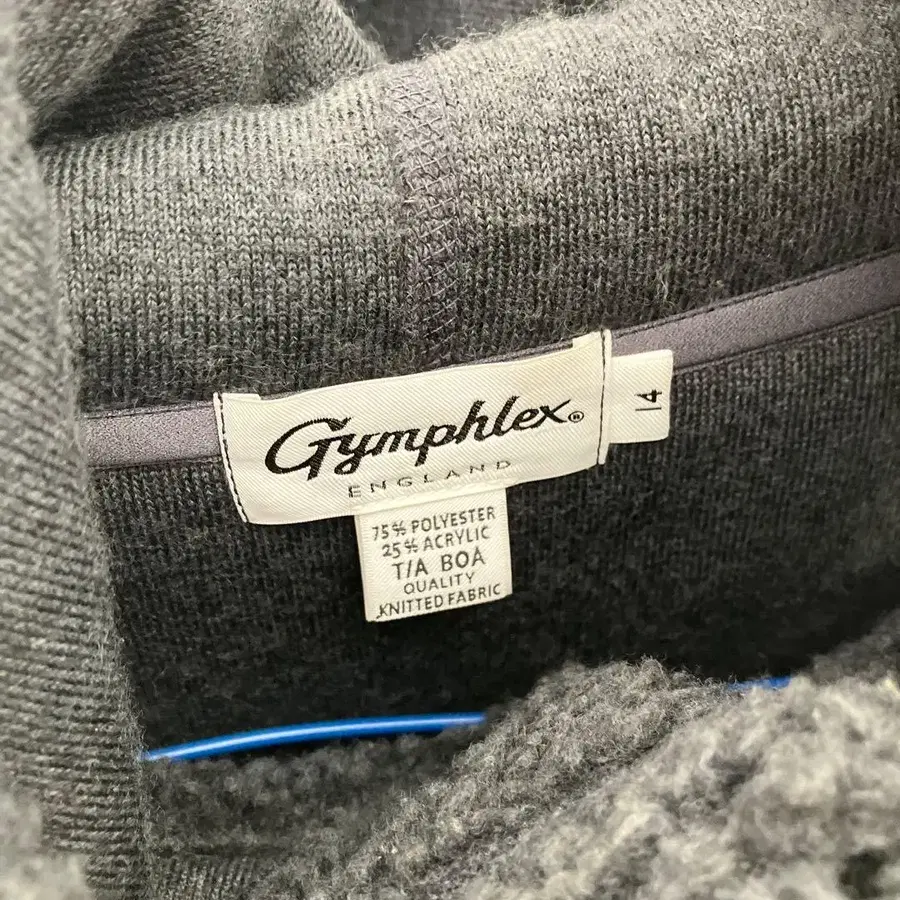 Gymphlex®
ENGLAND
14
75% POLYESTER
25% ACRYLIC
T/A BOA
QUALITY
KNITTED FABRIC